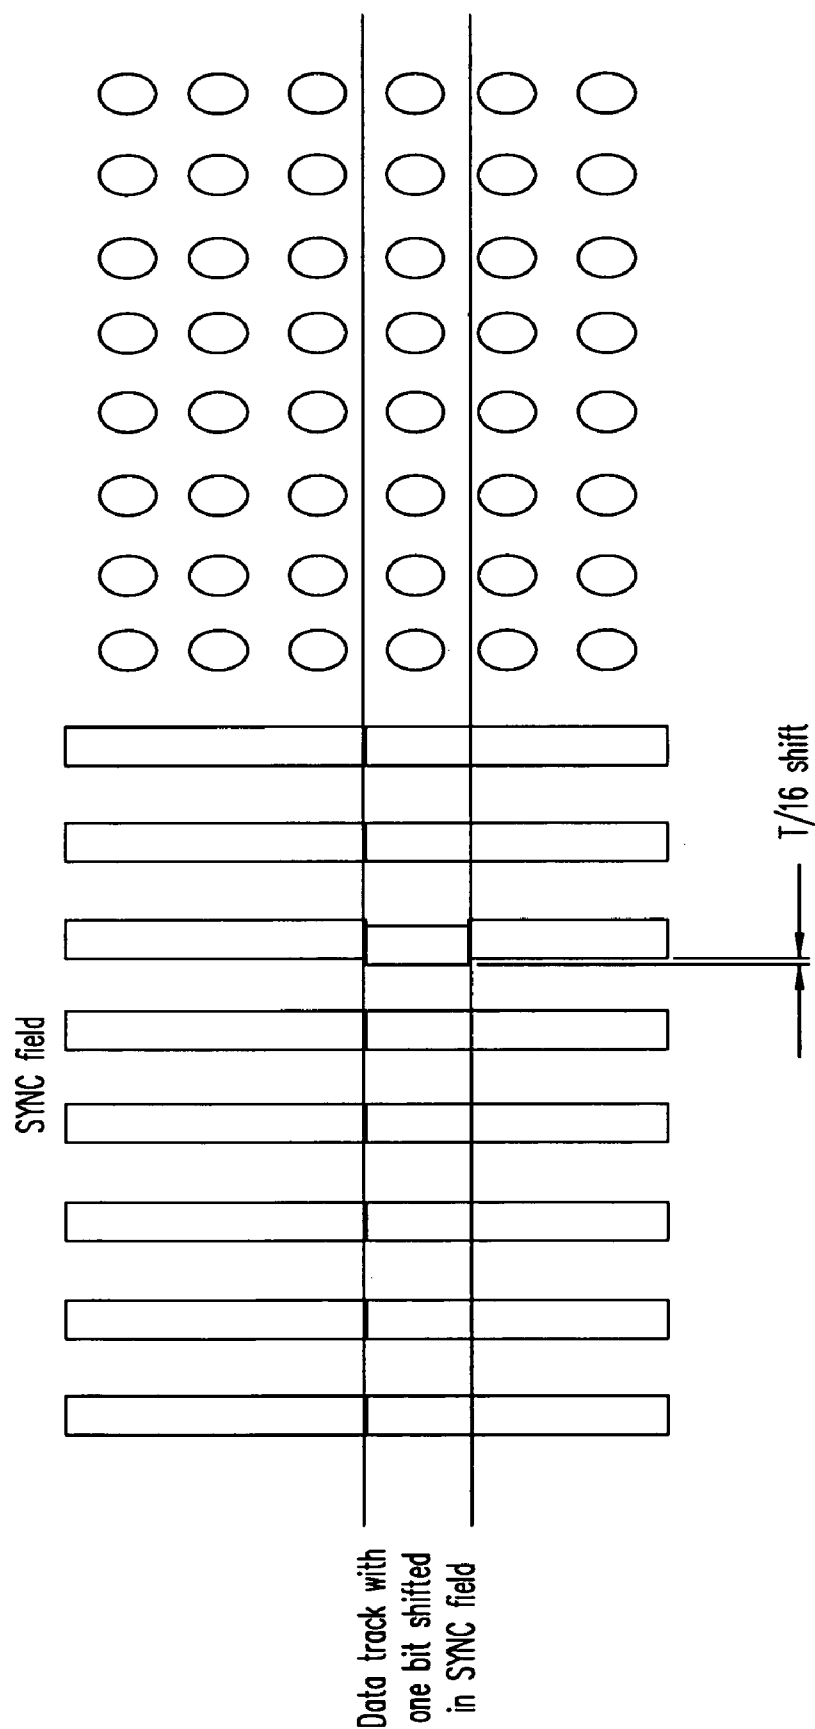 SYNC field
Data track with
one bit shifted
in SYNC field
T/16 shift